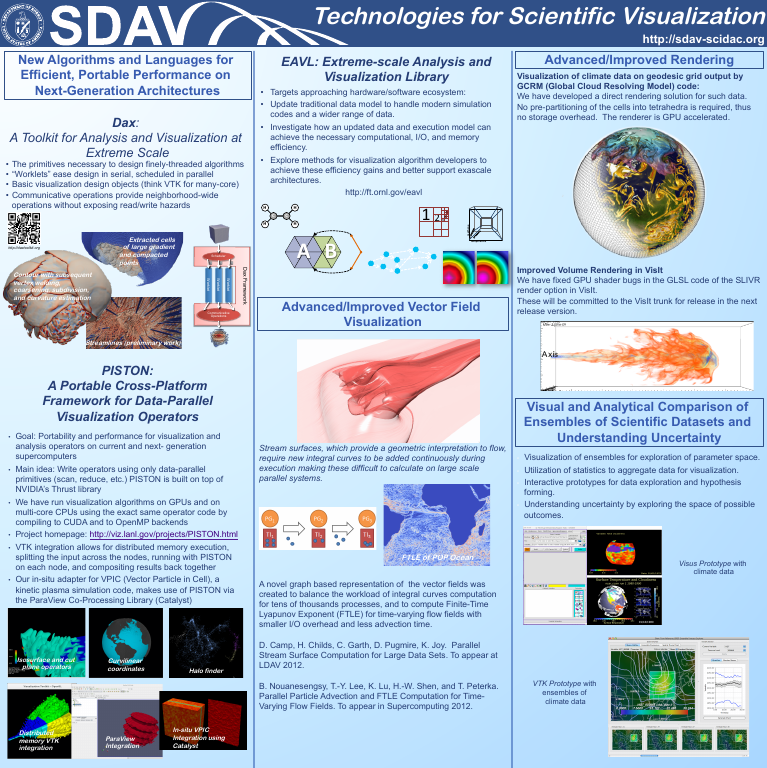 SDAV
Technologies for Scientific Visualization
http://sdav-scidac.org
New Algorithms and Languages for
Efficient, Portable Performance on
Next-Generation Architectures
Dax:
A Toolkit for Analysis and Visualization at
Extreme Scale
• The primitives necessary to design finely-threaded algorithms
• “Worklets” ease design in serial, scheduled in parallel
• Basic visualization design objects (think VTK for many-core)
• Communicative operations provide neighborhood-wide
operations without exposing read/write hazards
Extracted cells
of large gradient
and compacted
points
Contour with subsequent
vertex welding,
coarsening, subdivision,
and curvature estimation
Streamlines (preliminary work)
Dax Framework
PISTON:
A Portable Cross-Platform
Framework for Data-Parallel
Visualization Operators
• Goal: Portability and performance for visualization and
analysis operators on current and next- generation
supercomputers
• Main idea: Write operators using only data-parallel
primitives (scan, reduce, etc.) PISTON is built on top of
NVIDIA's Thrust library
• We have run visualization algorithms on GPUs and on
multi-core CPUs using the exact same operator code by
compiling to CUDA and to OpenMP backends
• Project homepage: http://viz.lanl.gov/projects/PISTON.html
• VTK integration allows for distributed memory execution,
splitting the input across the nodes, running with PISTON
on each node, and compositing results back together
• Our in-situ adapter for VPIC (Vector Particle in Cell), a
kinetic plasma simulation code, makes use of PISTON via
the ParaView Co-Processing Library (Catalyst)
Isosurface and cut
plane operators
Curvilinear
coordinates
Halo finder
Distributed
memory VTK
integration
ParaView
Integration
In-situ VPIC
Integration using
Catalyst
EAVL: Extreme-scale Analysis and
Visualization Library
• Targets approaching hardware/software ecosystem:
• Update traditional data model to handle modern simulation
codes and a wider range of data.
• Investigate how an updated data and execution model can
achieve the necessary computational, I/O, and memory
efficiency.
• Explore methods for visualization algorithm developers to
achieve these efficiency gains and better support exascale
architectures.
http://ft.ornl.gov/eavl
A B
1 2
Advanced/Improved Vector Field
Visualization
Stream surfaces, which provide a geometric interpretation to flow,
require new integral curves to be added continuously during
execution making these difficult to calculate on large scale
parallel systems.
FTLE of POP Ocean
A novel graph based representation of the vector fields was
created to balance the workload of integral curves computation
for tens of thousands processes, and to compute Finite-Time
Lyapunov Exponent (FTLE) for time-varying flow fields with
smaller I/O overhead and less advection time.
D. Camp, H. Childs, C. Garth, D. Pugmire, K. Joy. Parallel
Stream Surface Computation for Large Data Sets. To appear at
LDAV 2012.
B. Nouanesengsy, T.-Y. Lee, K. Lu, H.-W. Shen, and T. Peterka.
Parallel Particle Advection and FTLE Computation for Time-
Varying Flow Fields. To appear in Supercomputing 2012.
Advanced/Improved Rendering
Visualization of climate data on geodesic grid output by
GCRM (Global Cloud Resolving Model) code:
We have developed a direct rendering solution for such data.
No pre-partitioning of the cells into tetrahedra is required, thus
no storage overhead. The renderer is GPU accelerated.
Improved Volume Rendering in VisIt
We have fixed GPU shader bugs in the GLSL code of the SLIVR
render option in VisIt.
These will be committed to the VisIt trunk for release in the next
release version.
Axis
Visual and Analytical Comparison of
Ensembles of Scientific Datasets and
Understanding Uncertainty
Visualization of ensembles for exploration of parameter space.
Utilization of statistics to aggregate data for visualization.
Interactive prototypes for data exploration and hypothesis
forming.
Understanding uncertainty by exploring the space of possible
outcomes.
Visus Prototype with
climate data
VTK Prototype with
ensembles of
climate data